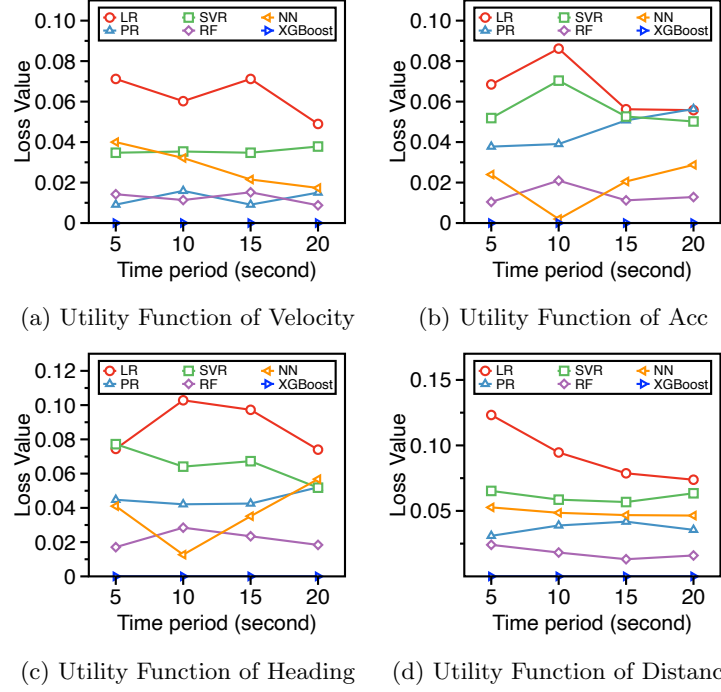 0.10
0.08
0.06
0.04
0.02
0
Loss Value
LR SVR NN
PR RF XGBoost
5 10 15 20
Time period (second)
(a) Utility Function of Velocity
0.10
0.08
0.06
0.04
0.02
0
Loss Value
LR SVR NN
PR RF XGBoost
5 10 15 20
Time period (second)
(b) Utility Function of Acc
0.12
0.10
0.08
0.06
0.04
0.02
0
Loss Value
LR SVR NN
PR RF XGBoost
5 10 15 20
Time period (second)
(c) Utility Function of Heading
0.15
0.10
0.05
Loss Value
LR SVR NN
PR RF XGBoost
5 10 15 20
Time period (second)
(d) Utility Function of Distanc